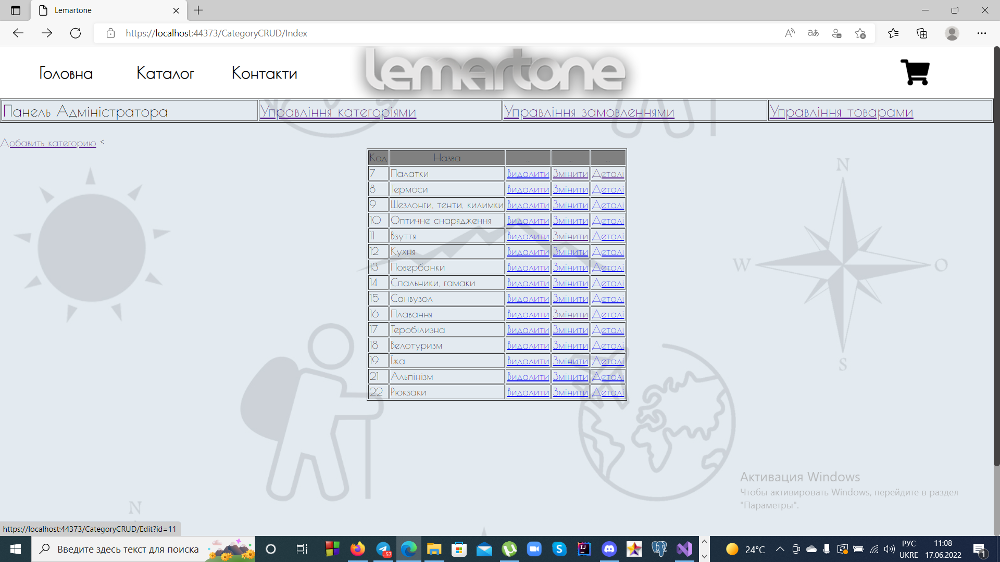 Lemartone
https://localhost:44373/CategoryCRUD/Index
Головна Каталог Контакти lemartone
Панель Адміністратора Управління категоріями Управління замовленнями Управління товарами
Добавить категорию <
Код Назва ... ... ...
7 Палатки Видалити Змінити Деталі
8 Термоси Видалити Змінити Деталі
9 Шезлонги, тенти, килимки Видалити Змінити Деталі
10 Оптичне снарядження Видалити Змінити Деталі
11 Взуття Видалити Змінити Деталі
12 Кухня Видалити Змінити Деталі
13 Повербанки Видалити Змінити Деталі
14 Спальники, гамаки Видалити Змінити Деталі
15 Санвузол Видалити Змінити Деталі
16 Плавання Видалити Змінити Деталі
17 Теробілизна Видалити Змінити Деталі
18 Велотуризм Видалити Змінити Деталі
19 Їжа Видалити Змінити Деталі
21 Альпінізм Видалити Змінити Деталі
22 Рюкзаки Видалити Змінити Деталі
N
W O
S
N
Активация Windows
Чтобы активировать Windows, перейдите в раздел
"Параметры".
https://localhost:44373/CategoryCRUD/Edit?id=11
Введите здесь текст для поиска
.57
24°C
РУС
UKRE
11:08
17.06.2022
1